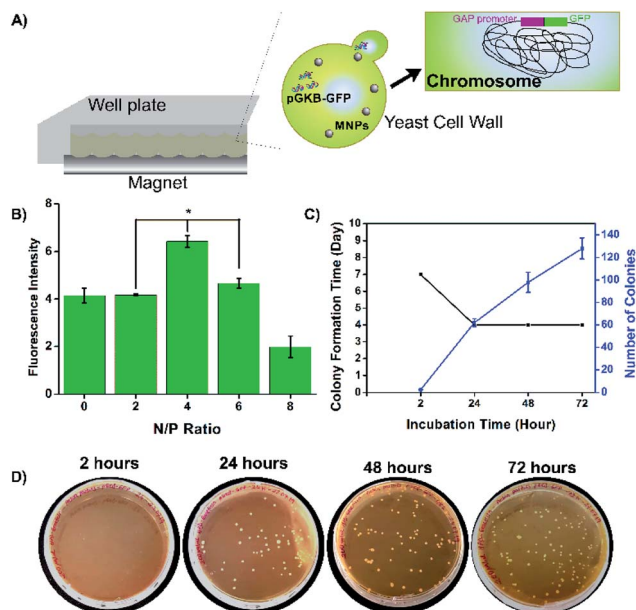 A)
GAP promoter
GFP
Well plate
pGKB-GFP
MNPs
Yeast Cell Wall
Chromosome
Magnet
B)
*
Fluorescence Intensity
6
4
2
0
0 2 4 6 8
N/P Ratio
C)
Colony Formation Time (Day)
10
9
8
7
6
5
4
3
2
1
0
Number of Colonies
140
120
100
80
60
40
20
0
2 24 48 72
Incubation Time (Hour)
D)
2 hours 24 hours 48 hours 72 hours